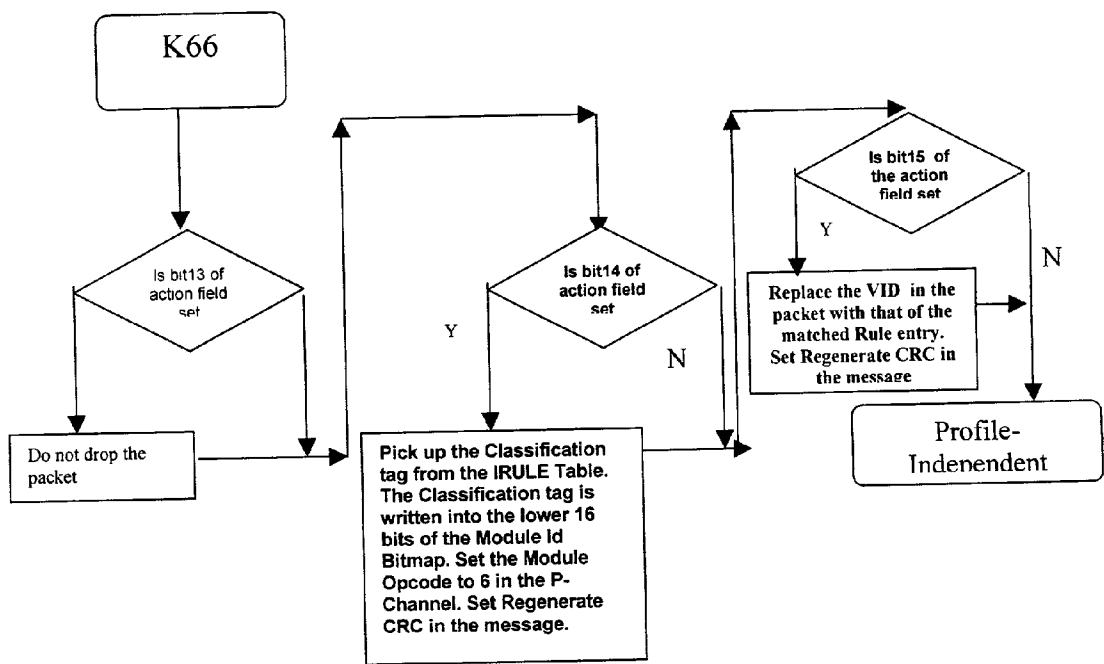 K66
Is bit13 of
action field
set
Do not drop the
packet
Is bit14 of
action field
set
Y
N
Pick up the Classification
tag from the IRULE Table.
The Classification tag is
written into the lower 16
bits of the Module Id
Bitmap. Set the Module
Opcode to 6 in the P-
Channel. Set Regenerate
CRC in the message.
Is bit15 of
the action
field set
Y
N
Replace the VID in the
packet with that of the
matched Rule entry.
Set Regenerate CRC in
the message
Profile-
Indenendent